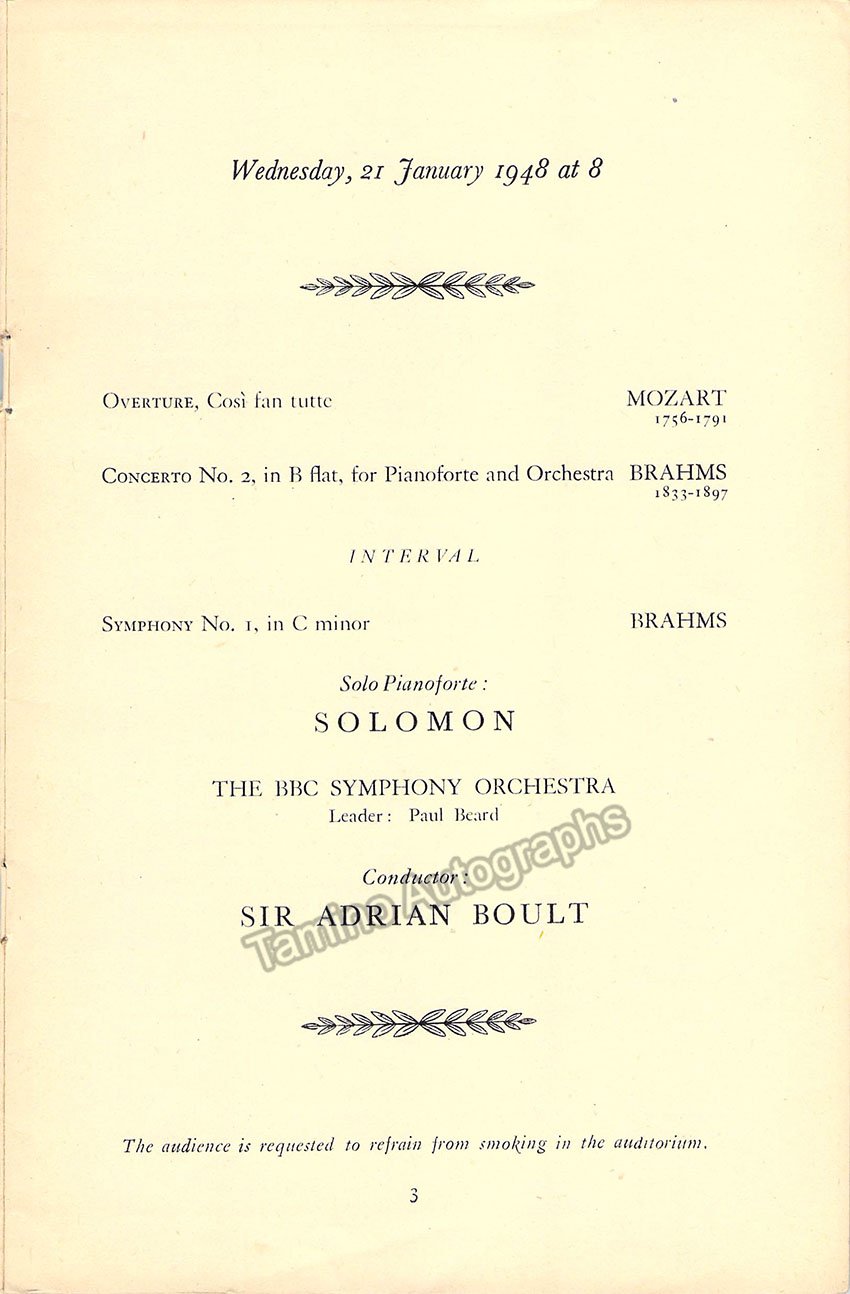 Wednesday, 21 January 1948 at 8
OVERTURE, Così fan tutte MOZART
1756-1791
CONCERTO No. 2, in B flat, for Pianoforte and Orchestra BRAHMS
1833-1897
INTERVAL
SYMPHONY No. 1, in C minor BRAHMS
Solo Pianoforte :
SOLOMON
THE BBC SYMPHONY ORCHESTRA
Leader : Paul Beard
Conductor :
SIR ADRIAN BOULT
Tamino Autographs
The audience is requested to refrain from smoking in the auditorium.
3